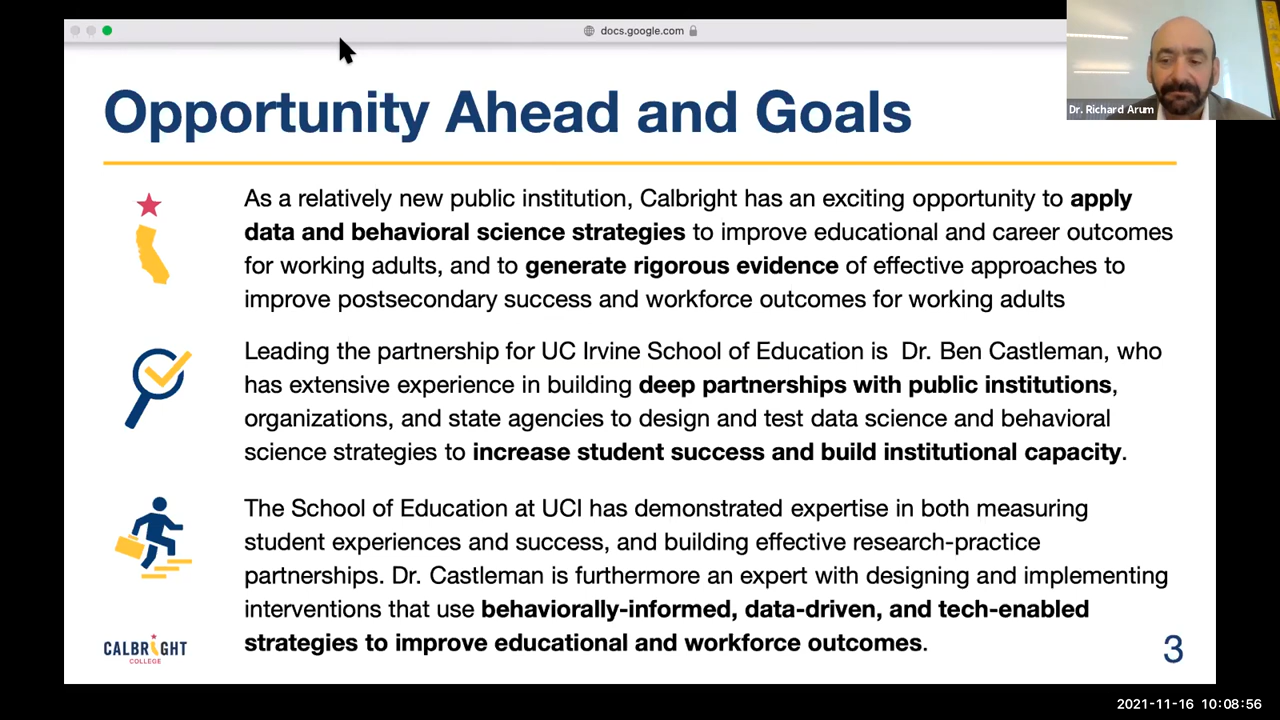 docs.google.com
Dr. Richard Arum
Opportunity Ahead and Goals
As a relatively new public institution, Calbright has an exciting opportunity to apply
data and behavioral science strategies to improve educational and career outcomes
for working adults, and to generate rigorous evidence of effective approaches to
improve postsecondary success and workforce outcomes for working adults
Leading the partnership for UC Irvine School of Education is Dr. Ben Castleman, who
has extensive experience in building deep partnerships with public institutions,
organizations, and state agencies to design and test data science and behavioral
science strategies to increase student success and build institutional capacity.
The School of Education at UCI has demonstrated expertise in both measuring
student experiences and success, and building effective research-practice
partnerships. Dr. Castleman is furthermore an expert with designing and implementing
interventions that use behaviorally-informed, data-driven, and tech-enabled
strategies to improve educational and workforce outcomes.
CALBRIGHT
COLLEGE
3
2021-11-16 10:08:56